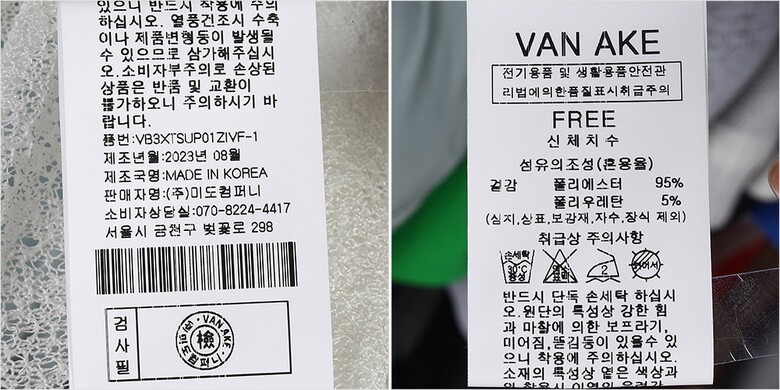 있으니 반드시 착용에 주의
하십시오. 열풍건조시 수축
이나 제품변형등이 발생될
수 있으므로 삼가해주십시
오.소비자부주의로 손상된
상품은 반품 및 교환이
불가하오니 주의하시기 바
랍니다.
품번:VB3XTSUP01ZIVF-1
제조년월:2023년 08월
제조국명:MADE IN KOREA
판매자명:(주)미도컴퍼니
소비자상담실:070-8224-4417
서울시 금천구 벚꽃로 298
검사필
VAN AKE
檢
(주)미도컴퍼니
VAN AKE
전기용품 및 생활용품안전관
리법에의한품질표시취급주의
FREE
신체치수
섬유의조성(혼용율)
겉감 폴리에스터 95%
폴리우레탄 5%
(심지,상표,보강재,자수,장식 제외)
취급상 주의사항
손세탁
30℃
중성
2
반드시 단독 손세탁 하십시
오.원단의 특성상 강한 힘
과 마찰에 의한 보프라기,
미어짐,뜯김등이 있을수 있
으니 착용에 주의하십시오.
소재의 특성상 옅은 색상과